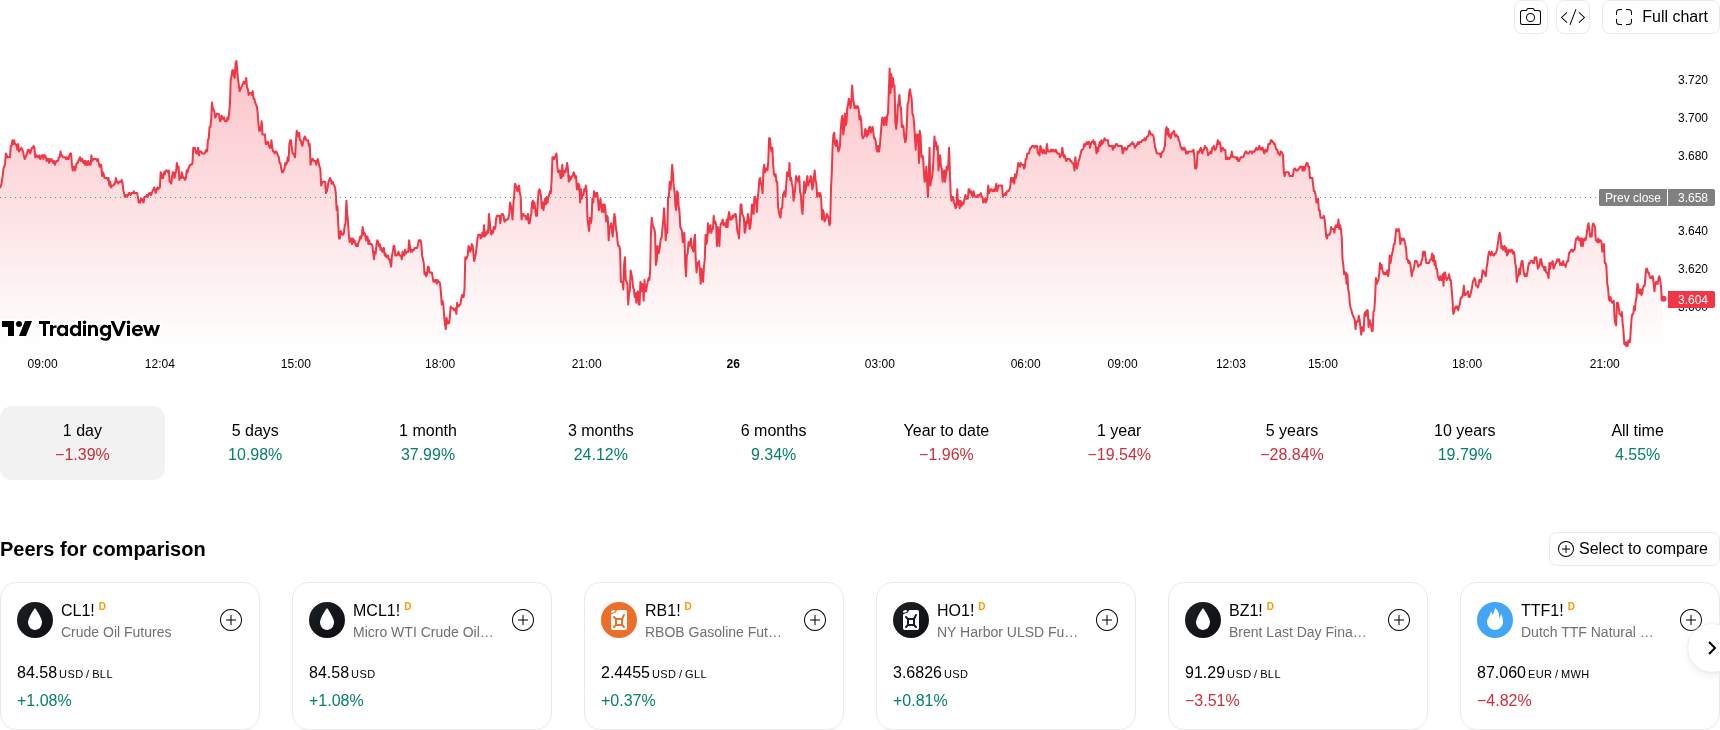 Full chart
3.720
3.700
3.680
Prev close 3.658
3.640
3.620
3.604
3.600
TradingView
09:00 12:04 15:00 18:00 21:00 26 03:00 06:00 09:00 12:03 15:00 18:00 21:00
1 day 5 days 1 month 3 months 6 months Year to date 1 year 5 years 10 years All time
−1.39% 10.98% 37.99% 24.12% 9.34% −1.96% −19.54% −28.84% 19.79% 4.55%
Peers for comparison
Select to compare
CL1! D
Crude Oil Futures
84.58 USD / BLL
+1.08%
MCL1! D
Micro WTI Crude Oil…
84.58 USD
+1.08%
RB1! D
RBOB Gasoline Fut…
2.4455 USD / GLL
+0.37%
HO1! D
NY Harbor ULSD Fu…
3.6826 USD
+0.81%
BZ1! D
Brent Last Day Fina…
91.29 USD / BLL
−3.51%
TTF1! D
Dutch TTF Natural …
87.060 EUR / MWH
−4.82%